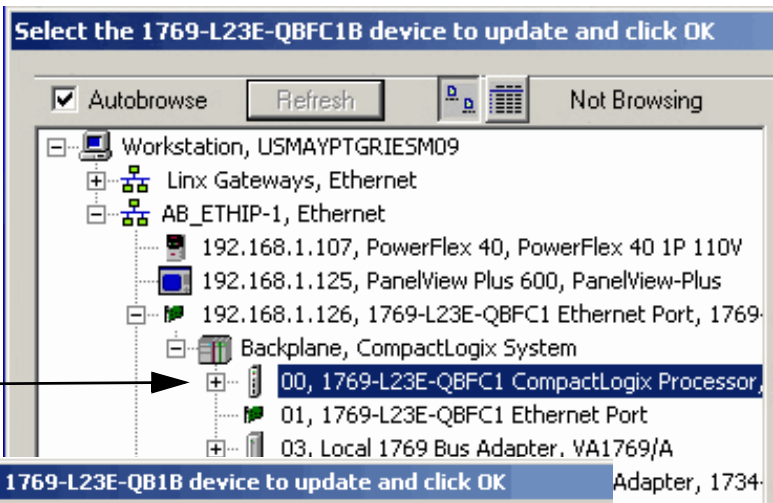 Select the 1769-L23E-QBFC1B device to update and click OK
Autobrowse Refresh Not Browsing
Workstation, USMAYPTGRIESM09
Linx Gateways, Ethernet
AB_ETHIP-1, Ethernet
192.168.1.107, PowerFlex 40, PowerFlex 40 1P 110V
192.168.1.125, PanelView Plus 600, PanelView-Plus
192.168.1.126, 1769-L23E-QBFC1 Ethernet Port, 1769-
Backplane, CompactLogix System
00, 1769-L23E-QBFC1 CompactLogix Processor,
01, 1769-L23E-QBFC1 Ethernet Port
03, Local 1769 Bus Adapter, VA1769/A
1769-L23E-QB1B device to update and click OK
Adapter, 1734-